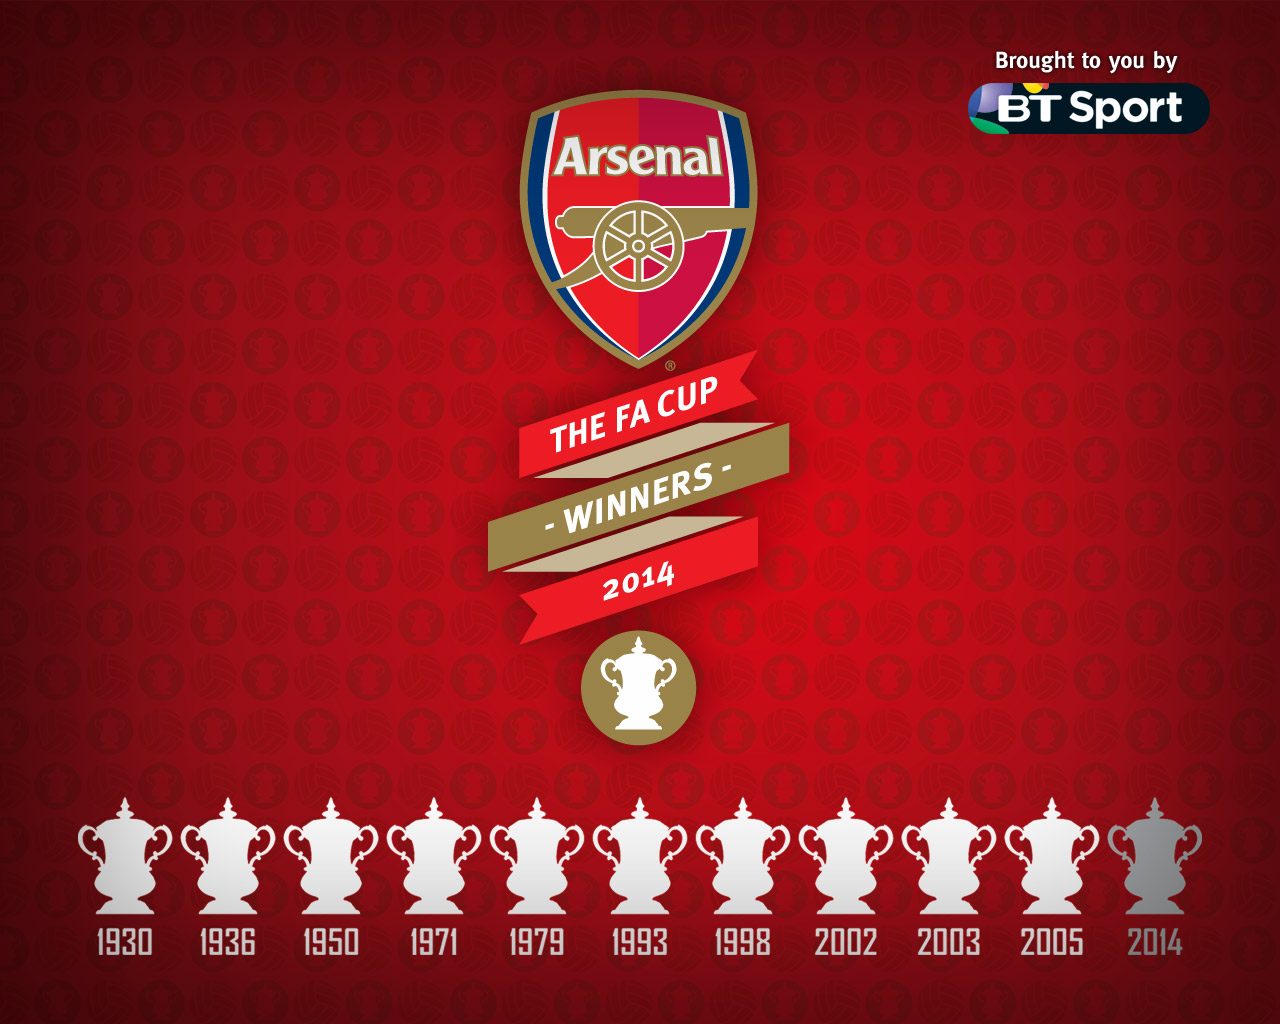 Brought to you by
BT Sport
Arsenal
®
THE FA CUP
- WINNERS -
2014
1930 1936 1950 1971 1979 1993 1998 2002 2003 2005 2014